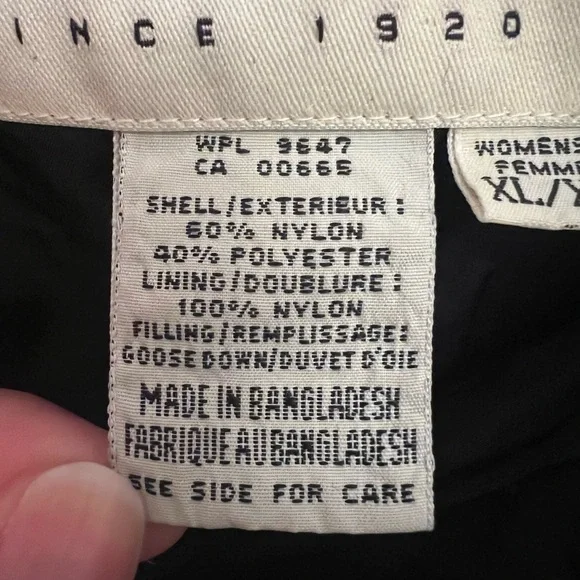 INCE 1920
WPL 9647
CA 00665
SHELL/EXTERIEUR:
60% NYLON
40% POLYESTER
LINING/DOUBLURE:
100% NYLON
FILLING/REMPLISSAGE:
GOOSE DOWN/DUVET D'OIE
MADE IN BANGLADESH
FABRIQUE AU BANGLADESH
SEE SIDE FOR CARE
WOMENS
FEMME
XL/